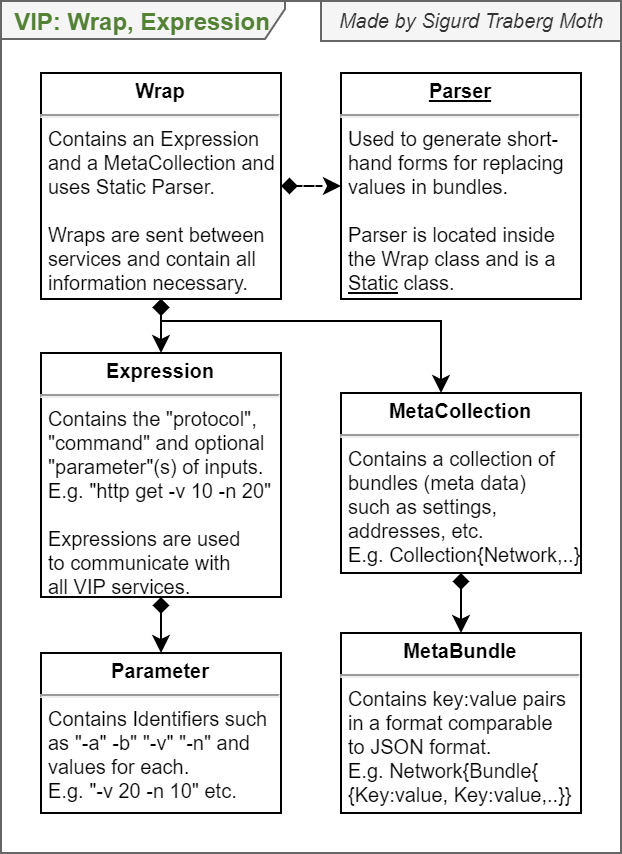 VIP: Wrap, Expression
Made by Sigurd Traberg Moth
Wrap
Contains an Expression
and a MetaCollection and
uses Static Parser.
Wraps are sent between
services and contain all
information necessary.
Parser
Used to generate short-
hand forms for replacing
values in bundles.
Parser is located inside
the Wrap class and is a
Static class.
Expression
Contains the "protocol",
"command" and optional
"parameter"(s) of inputs.
E.g. "http get -v 10 -n 20"
Expressions are used
to communicate with
all VIP services.
MetaCollection
Contains a collection of
bundles (meta data)
such as settings,
addresses, etc.
E.g. Collection{Network,..}
Parameter
Contains Identifiers such
as "-a" -b" "-v" "-n" and
values for each.
E.g. "-v 20 -n 10" etc.
MetaBundle
Contains key:value pairs
in a format comparable
to JSON format.
E.g. Network{Bundle{
{Key:value, Key:value,..}}